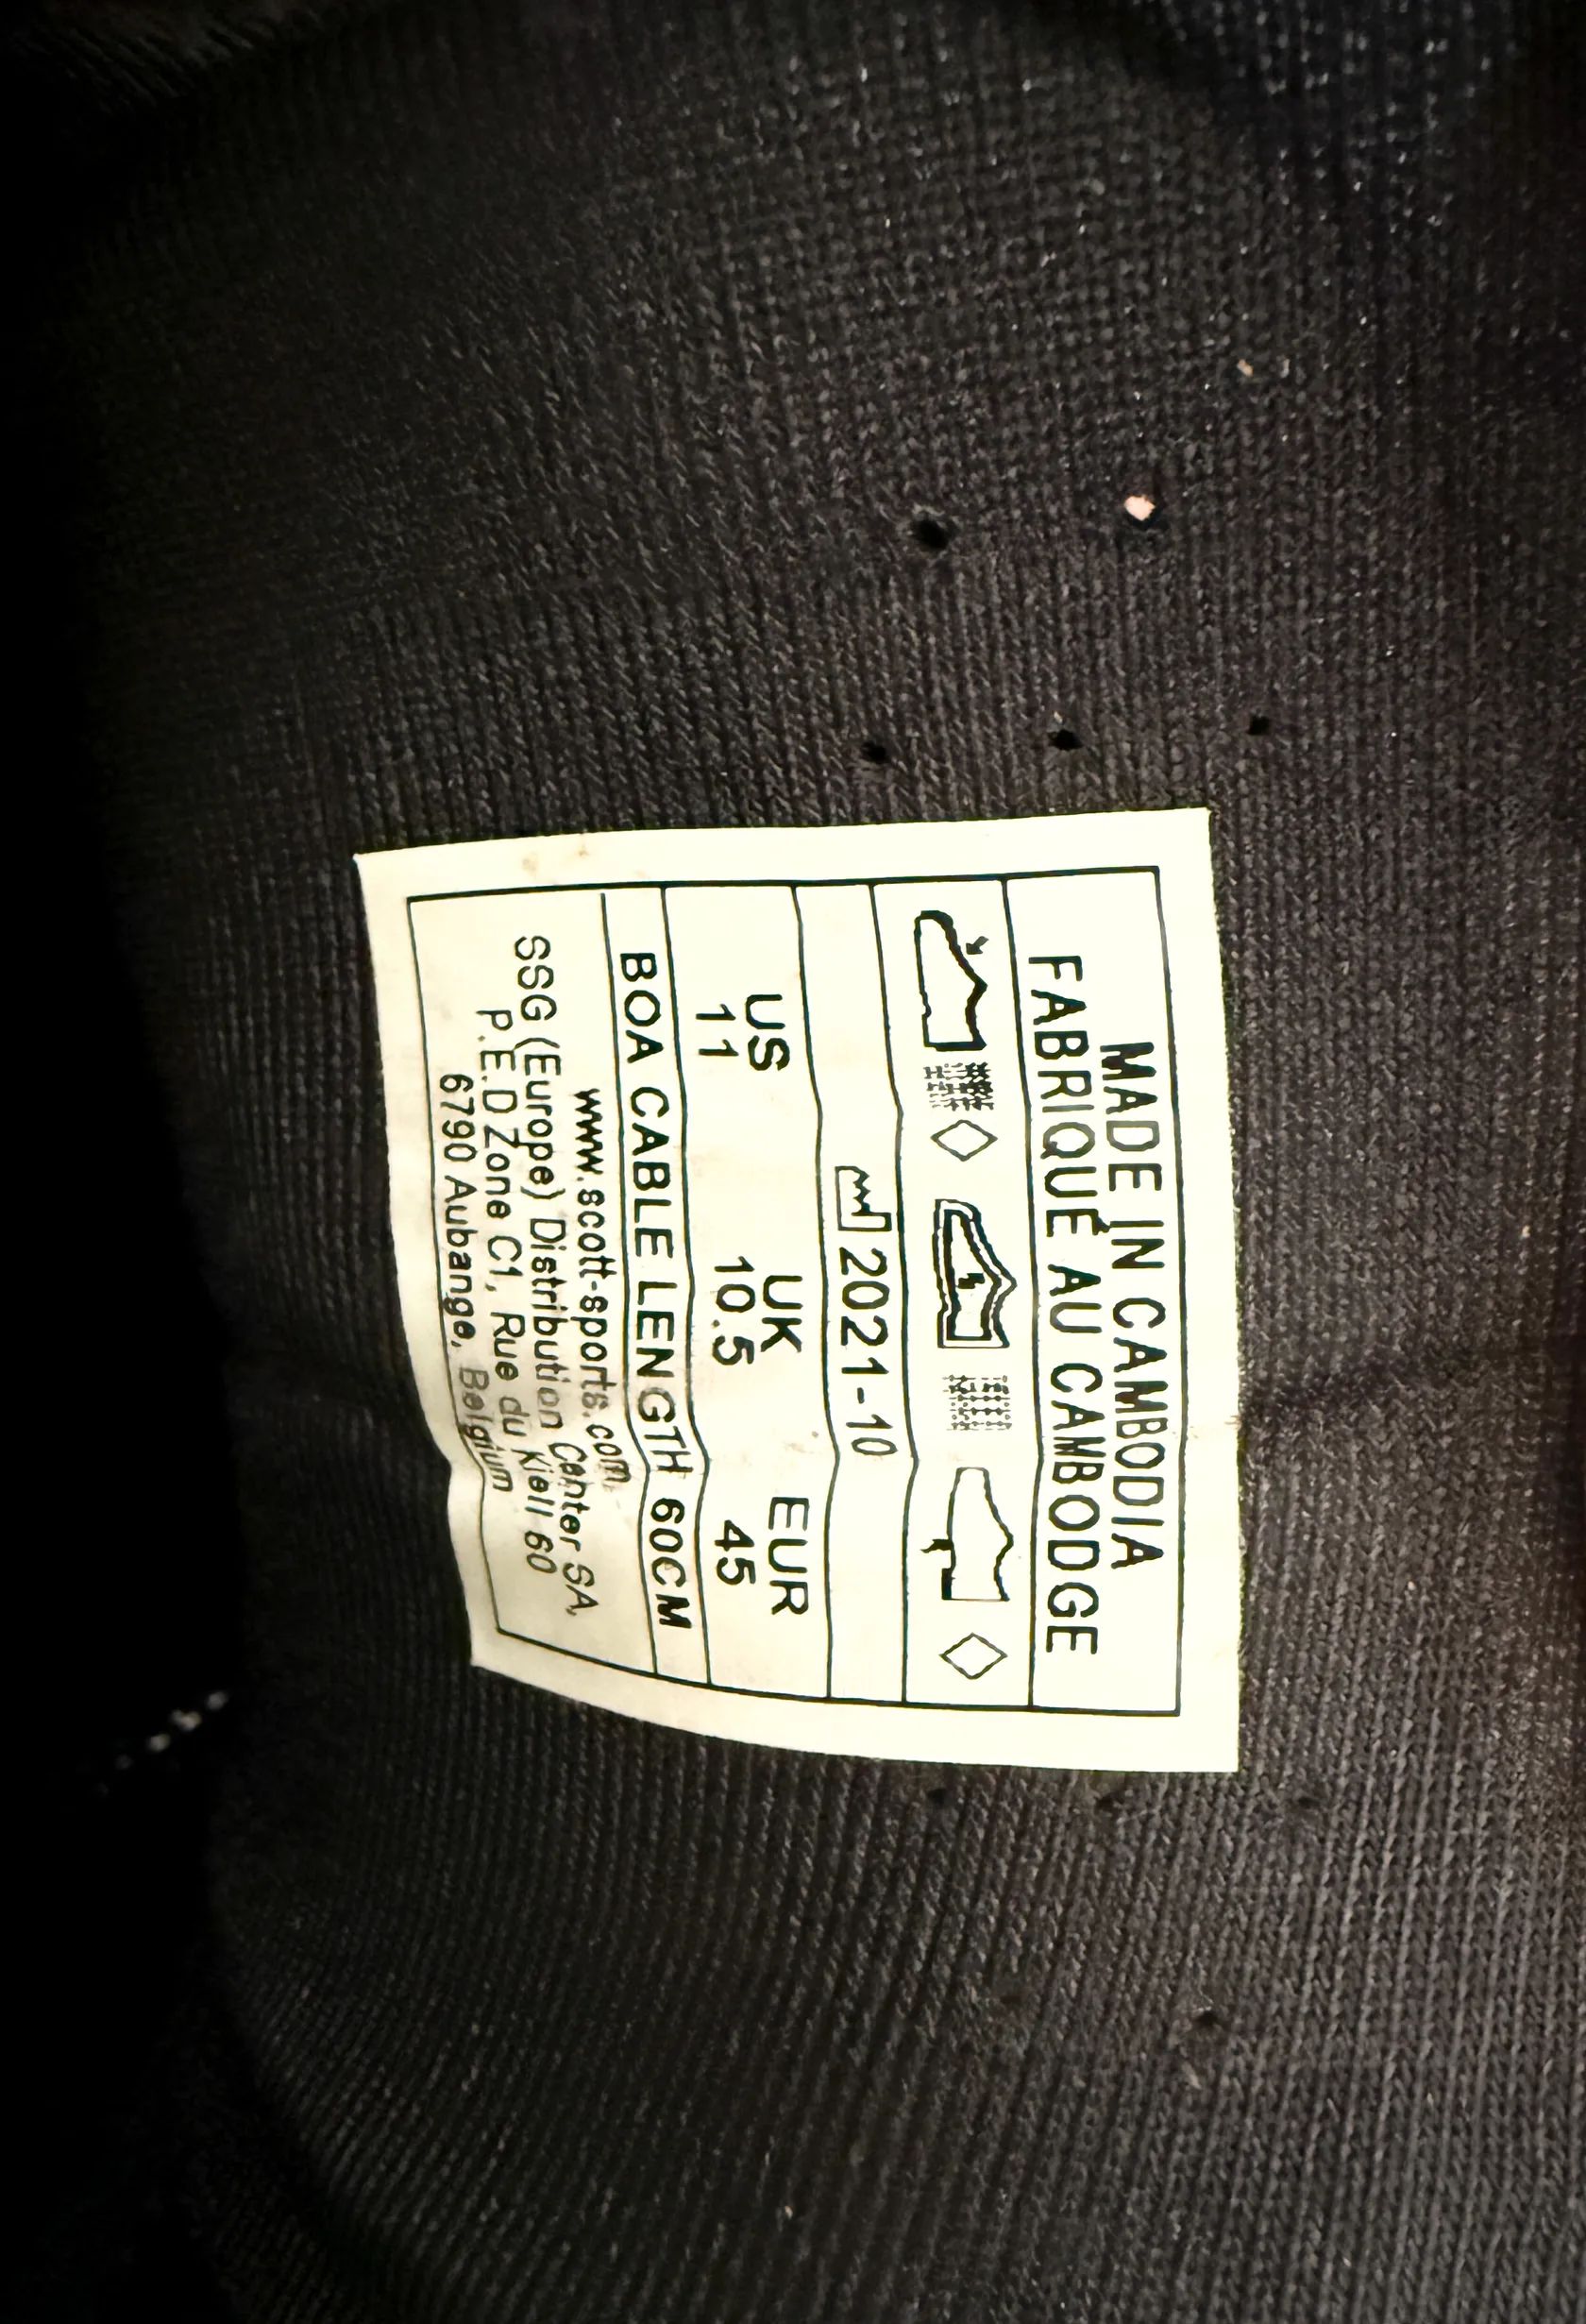 MADE IN CAMBODIA
FABRIQUÉ AU CAMBODGE
2021-10
US UK EUR
11 10.5 45
BOA CABLE LENGTH 60CM
www.scott-sports.com
SSG (Europe) Distribution Center SA,
P.E.D Zone C1, Rue du Kiell 60
6790 Aubange, Belgium